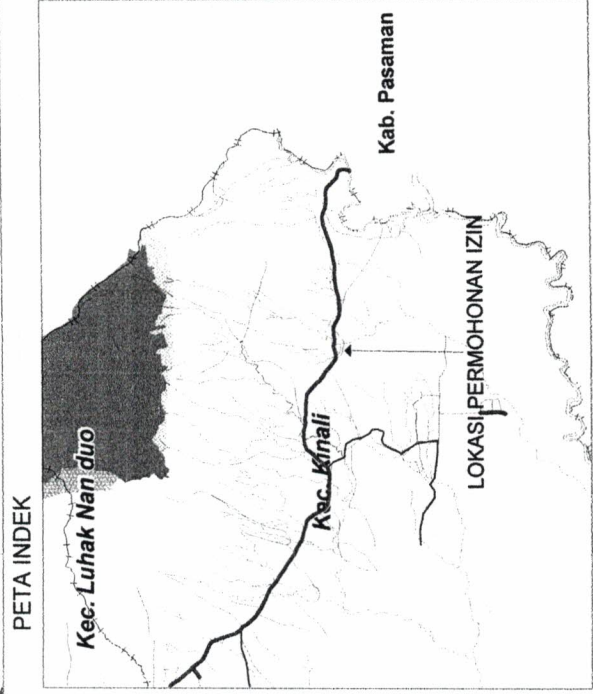 PETA INDEK
Kec. Luhak Nan duo
Kec. Kinali
LOKASI PERMOHONAN IZIN
Kab. Pasaman